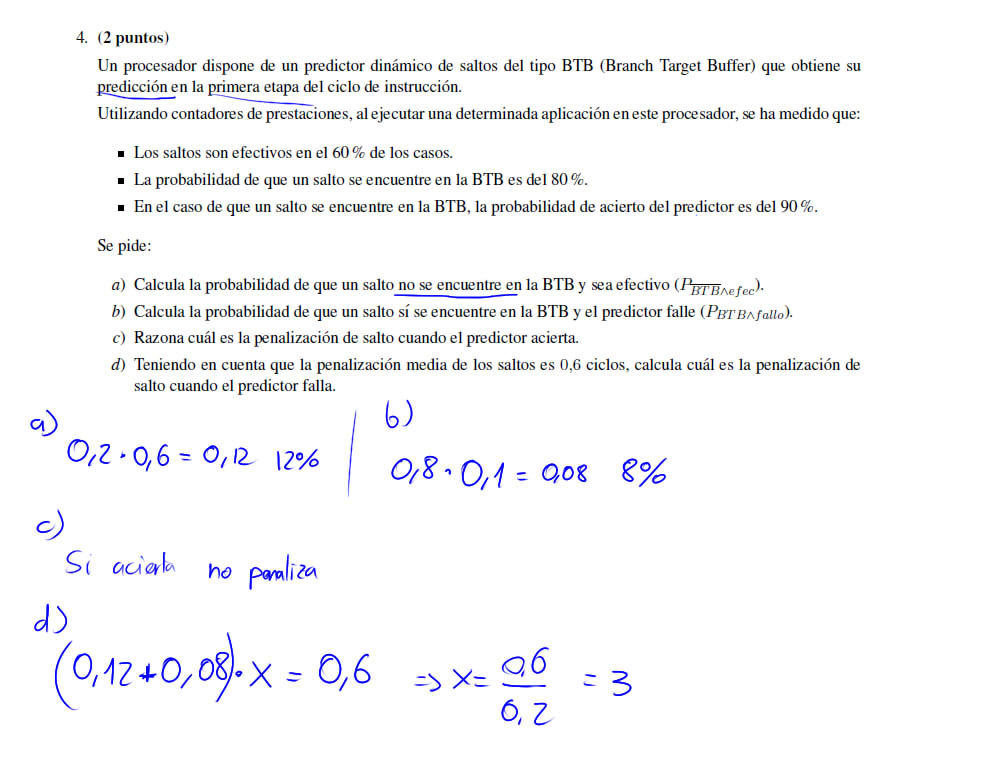 4. (2 puntos)
Un procesador dispone de un predictor dinámico de saltos del tipo BTB (Branch Target Buffer) que obtiene su
predicción en la primera etapa del ciclo de instrucción.
Utilizando contadores de prestaciones, al ejecutar una determinada aplicación en este procesador, se ha medido que:
▪ Los saltos son efectivos en el 60 % de los casos.
▪ La probabilidad de que un salto se encuentre en la BTB es del 80 %.
▪ En el caso de que un salto se encuentre en la BTB, la probabilidad de acierto del predictor es del 90 %.
Se pide:
a) Calcula la probabilidad de que un salto no se encuentre en la BTB y sea efectivo (P_{\overline{BTB}∧efec}).
b) Calcula la probabilidad de que un salto sí se encuentre en la BTB y el predictor falle (P_{BTB∧fallo}).
c) Razona cuál es la penalización de salto cuando el predictor acierta.
d) Teniendo en cuenta que la penalización media de los saltos es 0,6 ciclos, calcula cuál es la penalización de
salto cuando el predictor falla.
a)
0,2 · 0,6 = 0,12 12%
b)
0,8 · 0,1 = 0,08 8%
c)
Si acierta no penaliza
d)
(0,12+0,08)· x = 0,6 => x = 0,6/0,2 = 3